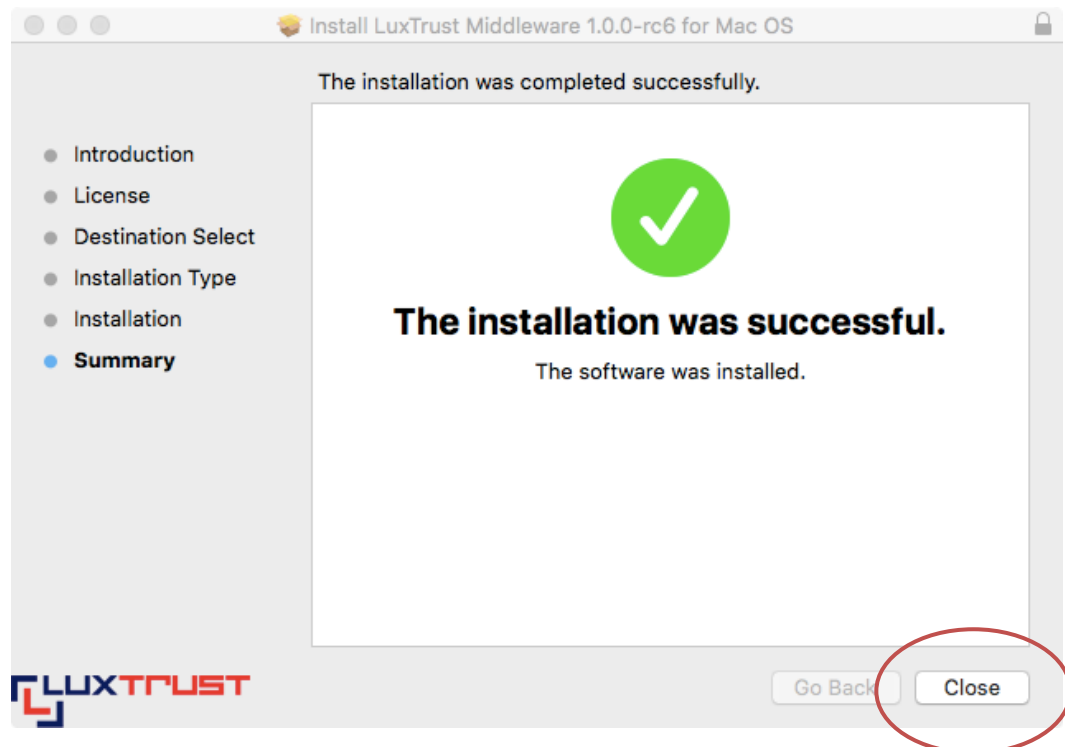 Install LuxTrust Middleware 1.0.0-rc6 for Mac OS
The installation was completed successfully.
Introduction
License
Destination Select
Installation Type
Installation
Summary
The installation was successful.
The software was installed.
LUXTRUST
Go Back
Close